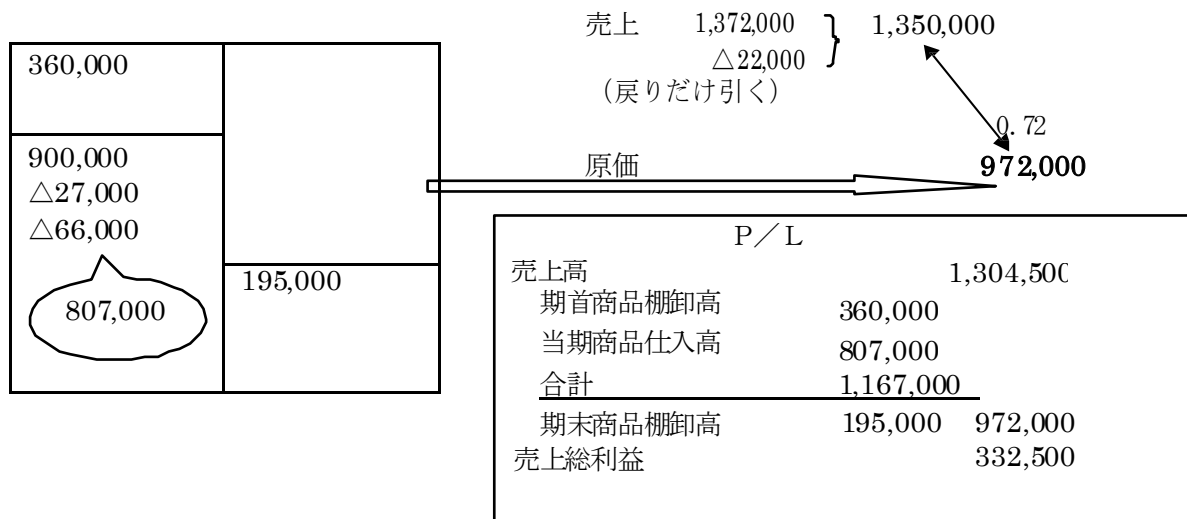 売上 1,372,000 } 1,350,000
△22,000
（戻りだけ引く）
360,000
0.72
900,000
原価 972,000
△27,000
△66,000
807,000
195,000
P／L
売上高 1,304,500
期首商品棚卸高 360,000
当期商品仕入高 807,000
合計 1,167,000
期末商品棚卸高 195,000 972,000
売上総利益 332,500